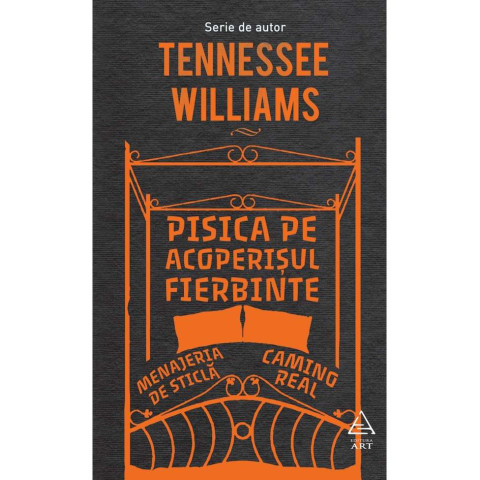 Serie de autor
TENNESSEE
WILLIAMS
PISICA PE
ACOPERIȘUL
FIERBINTE
MENAJERIA
DE STICLĂ
CAMINO
REAL
EDITURA
ART